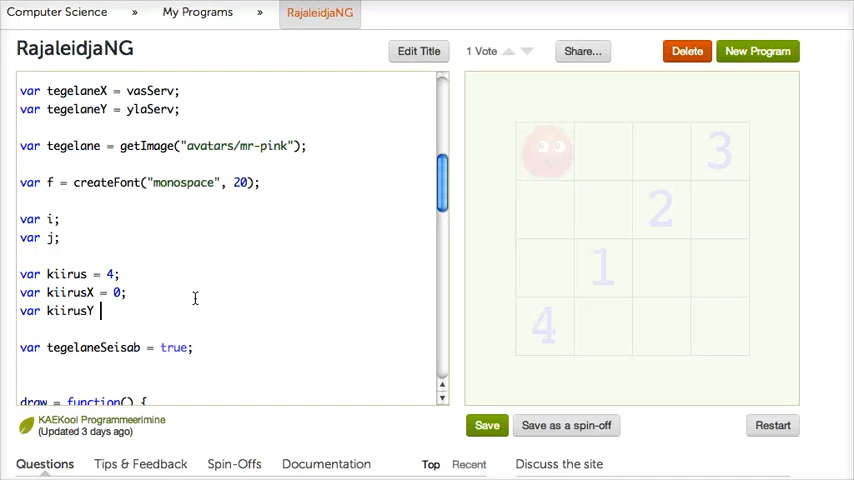 Computer Science » My Programs » RajaleidjaNG
RajaleidjaNG
Edit Title
1 Vote
Share...
Delete
New Program
var tegelaneX = vasServ;
var tegelaneY = ylaServ;
var tegelane = getImage("avatars/mr-pink");
var f = createFont("monospace", 20);
var i;
var j;
var kiirus = 4;
var kiirusX = 0;
var kiirusY
var tegelaneSeisab = true;
draw = function() {
3
2
1
4
KAEKool Programmeerimine
(Updated 3 days ago)
Save
Save as a spin-off
Restart
Questions Tips & Feedback Spin-Offs Documentation Top Recent Discuss the site